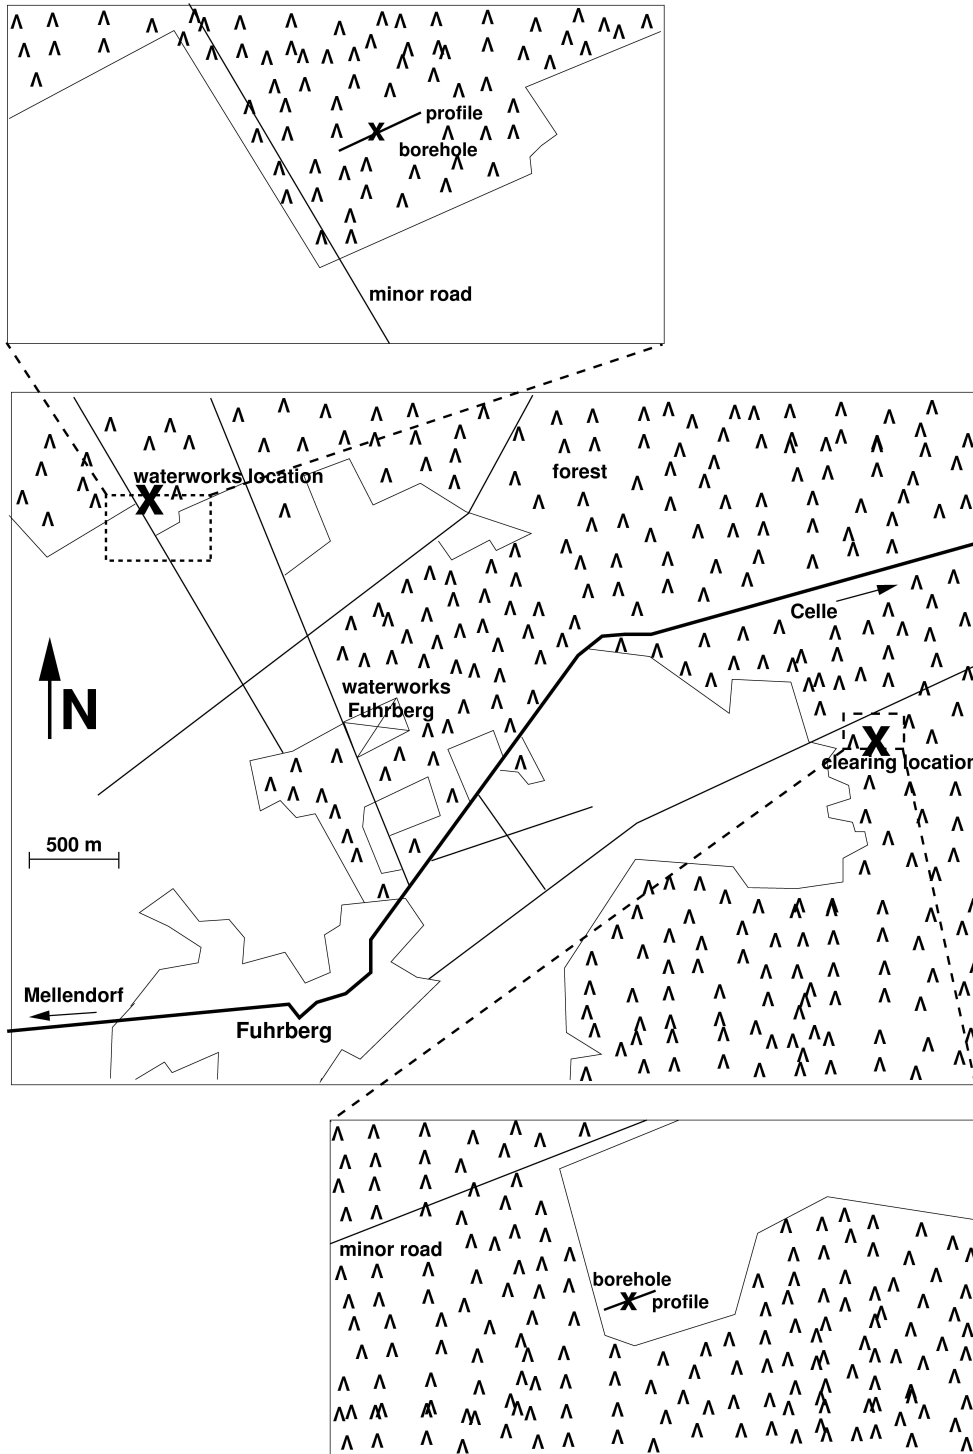 profile
borehole
minor road
waterworks location
forest
Celle
N
waterworks
Fuhrberg
clearing location
500 m
Mellendorf
Fuhrberg
minor road
borehole
profile